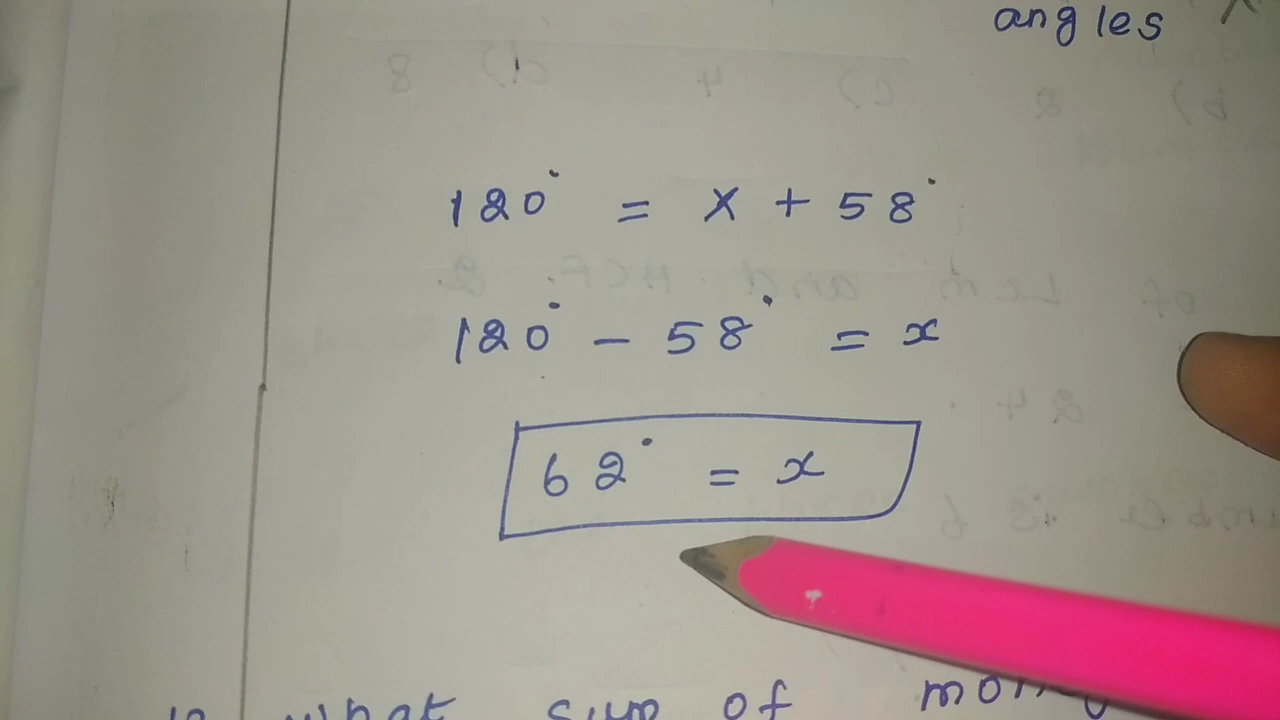 angles
120° = x + 58°
120° - 58° = x
62° = x
what sum of